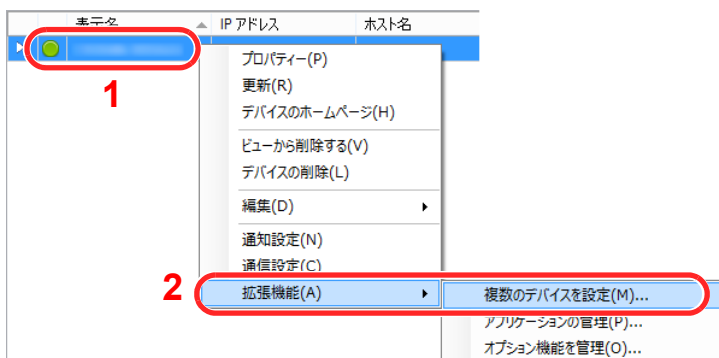 表示名 IP アドレス ホスト名
1
プロパティー(P)
更新(R)
デバイスのホームページ(H)
ビューから削除する(V)
デバイスの削除(L)
編集(D)
通知設定(N)
通信設定(C)
2 拡張機能(A) 複数のデバイスを設定(M)...
アプリケーションの管理(P)...
オプション機能を管理(O)...